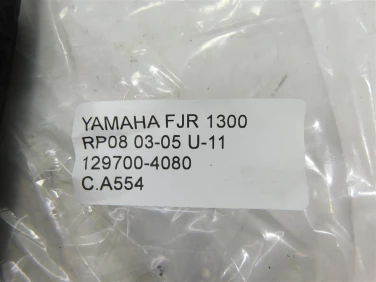 YAMAHA FJR 1300
RP08 03-05 U-11
129700-4080
C.A554